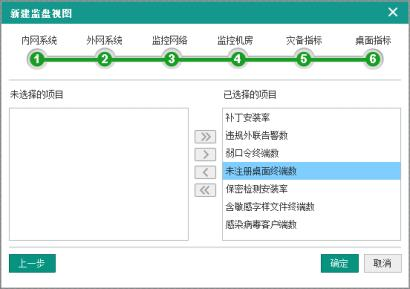 新建监盘视图
内网系统 外网系统 监控网络 监控机房 灾备指标 桌面指标
1 2 3 4 5 6
未选择的项目 已选择的项目
补丁安装率
违规外联告警数
弱口令终端数
未注册桌面终端数
保密检测安装率
含敏感字样文件终端数
感染病毒客户端数
上一步 确定 取消